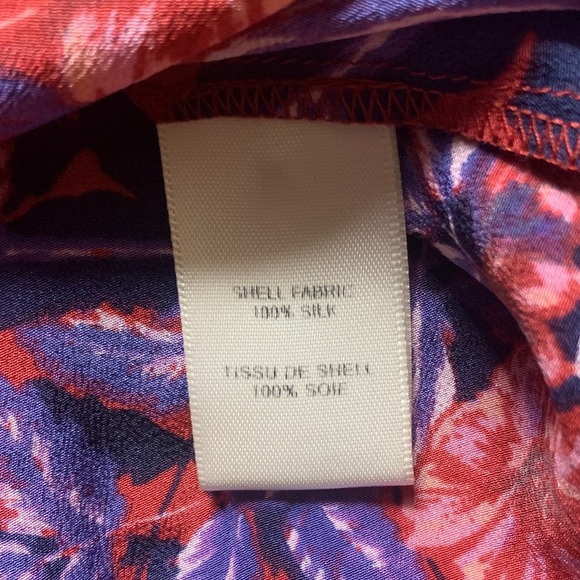 SHELL FABRIC
100% SILK
TISSU DE SHELL
100% SOIE